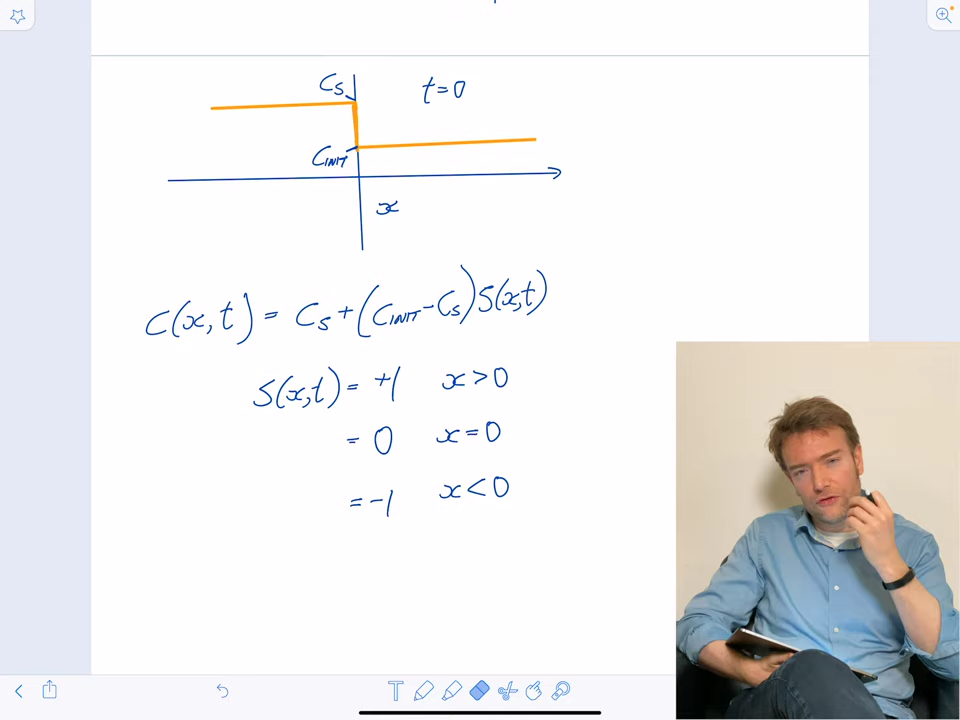 Cs
t=0
CINIT
x
C(x,t) = Cs + (CINIT - Cs) S(x,t)
S(x,t) = +1 x > 0
= 0 x = 0
= -1 x < 0
T